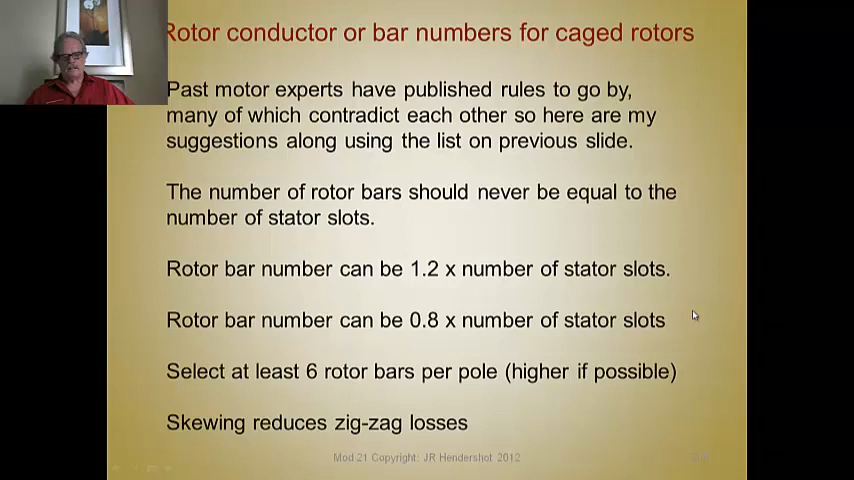 Rotor conductor or bar numbers for caged rotors
Past motor experts have published rules to go by,
many of which contradict each other so here are my
suggestions along using the list on previous slide.
The number of rotor bars should never be equal to the
number of stator slots.
Rotor bar number can be 1.2 x number of stator slots.
Rotor bar number can be 0.8 x number of stator slots
Select at least 6 rotor bars per pole (higher if possible)
Skewing reduces zig-zag losses
Mod 21 Copyright: JR Hendershot 2012